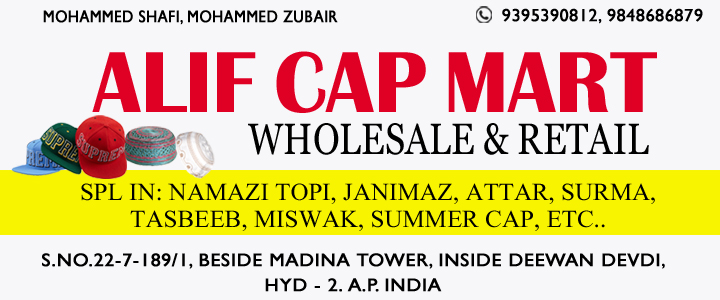 MOHAMMED SHAFI, MOHAMMED ZUBAIR
9395390812, 9848686879
ALIF CAP MART
WHOLESALE & RETAIL
SUPREME
SPL IN: NAMAZI TOPI, JANIMAZ, ATTAR, SURMA,
TASBEEB, MISWAK, SUMMER CAP, ETC..
S.NO.22-7-189/1, BESIDE MADINA TOWER, INSIDE DEEWAN DEVDI,
HYD - 2. A.P. INDIA